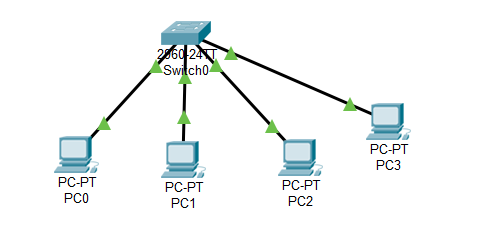 2960-24TT
Switch0
PC-PT
PC0
PC-PT
PC1
PC-PT
PC2
PC-PT
PC3